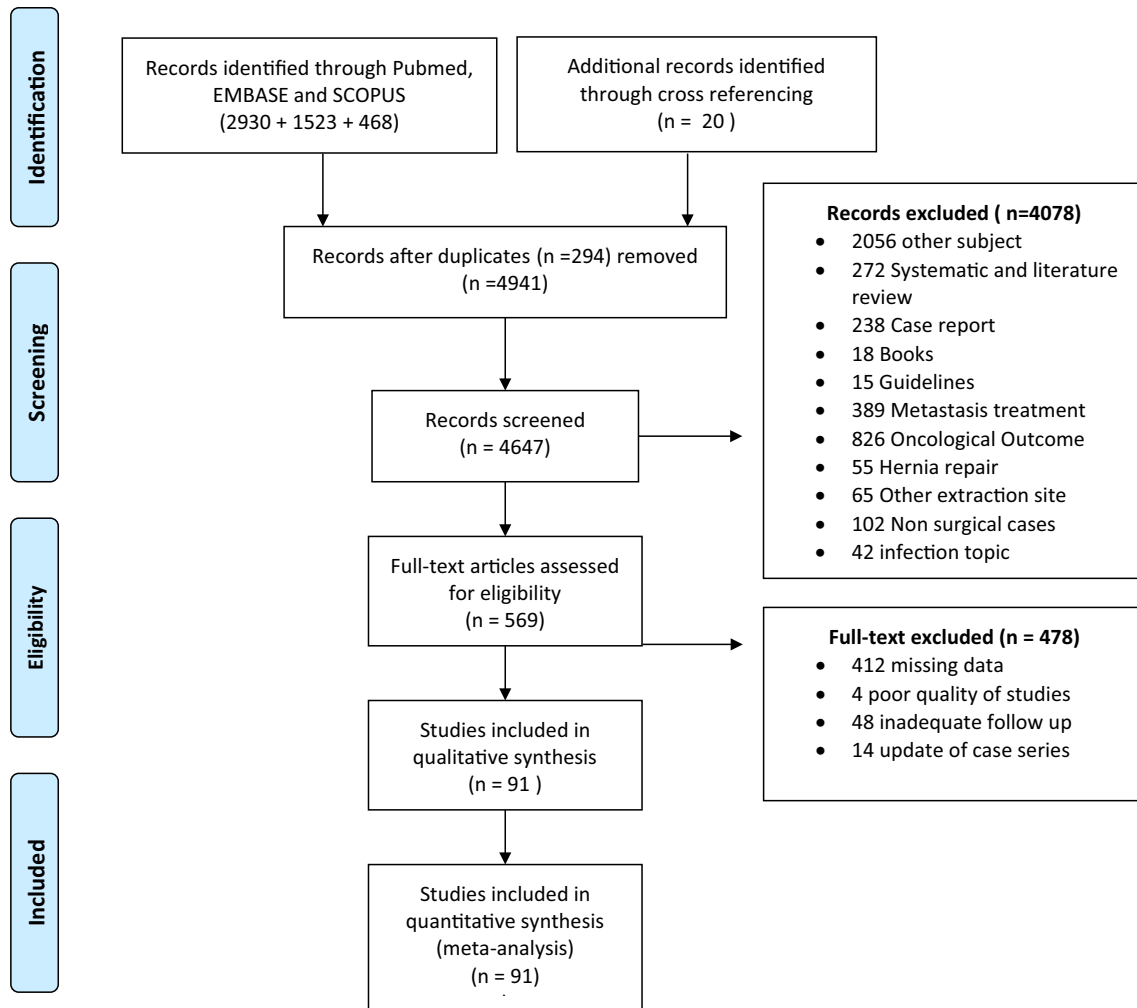 Identification
Records identified through Pubmed,
EMBASE and SCOPUS
(2930 + 1523 + 468)
Additional records identified
through cross referencing
(n = 20 )
Records after duplicates (n =294) removed
(n =4941)
Screening
Records screened
(n = 4647)
Records excluded ( n=4078)
• 2056 other subject
• 272 Systematic and literature
review
• 238 Case report
• 18 Books
• 15 Guidelines
• 389 Metastasis treatment
• 826 Oncological Outcome
• 55 Hernia repair
• 65 Other extraction site
• 102 Non surgical cases
• 42 infection topic
Eligibility
Full-text articles assessed
for eligibility
(n = 569)
Full-text excluded (n = 478)
• 412 missing data
• 4 poor quality of studies
• 48 inadequate follow up
• 14 update of case series
Studies included in
qualitative synthesis
(n = 91 )
Included
Studies included in
quantitative synthesis
(meta-analysis)
(n = 91)